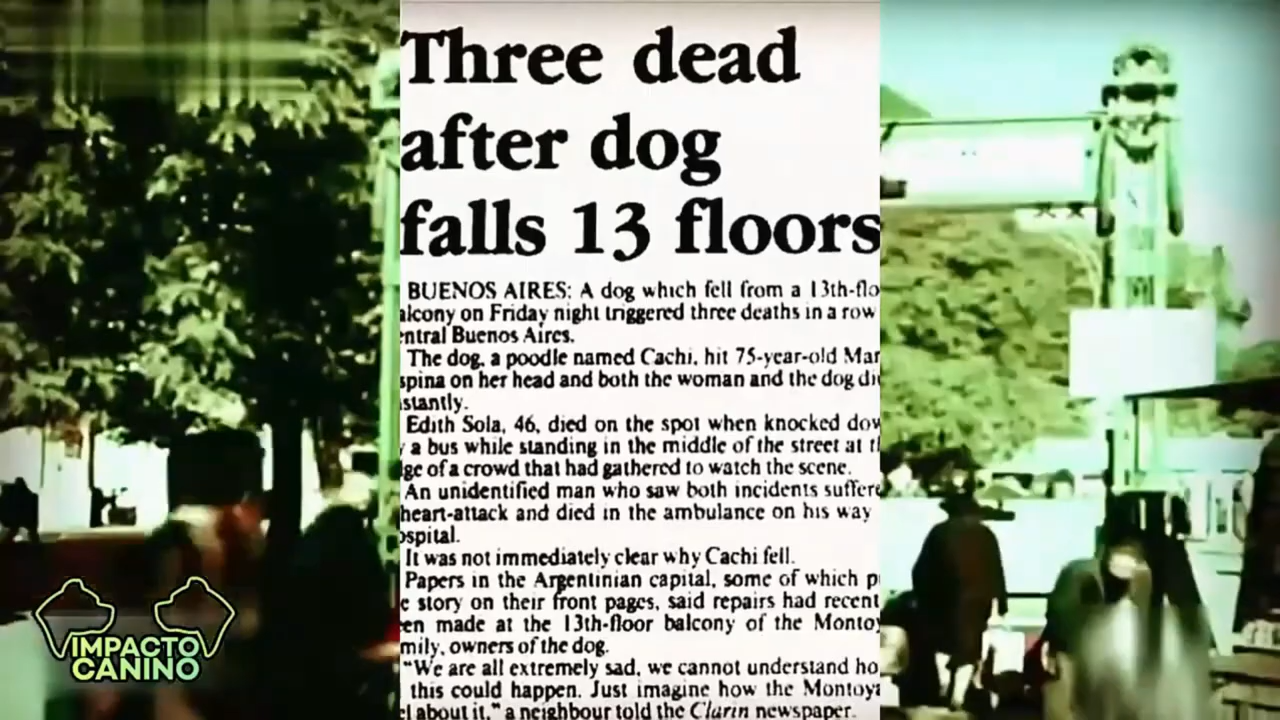 Three dead
after dog
falls 13 floors
BUENOS AIRES: A dog which fell from a 13th-flo
alcony on Friday night triggered three deaths in a row
entral Buenos Aires.
The dog, a poodle named Cachi, hit 75-year-old Mar
spina on her head and both the woman and the dog di
stantly.
Edith Sola, 46, died on the spot when knocked dow
y a bus while standing in the middle of the street at t
ge of a crowd that had gathered to watch the scene.
An unidentified man who saw both incidents suffere
heart-attack and died in the ambulance on his way
ospital.
It was not immediately clear why Cachi fell.
Papers in the Argentinian capital, some of which p
e story on their front pages, said repairs had recent
en made at the 13th-floor balcony of the Montoy
mily, owners of the dog.
"We are all extremely sad, we cannot understand ho
this could happen. Just imagine how the Montoya
el about it," a neighbour told the Clarin newspaper.
IMPACTO
CANINO